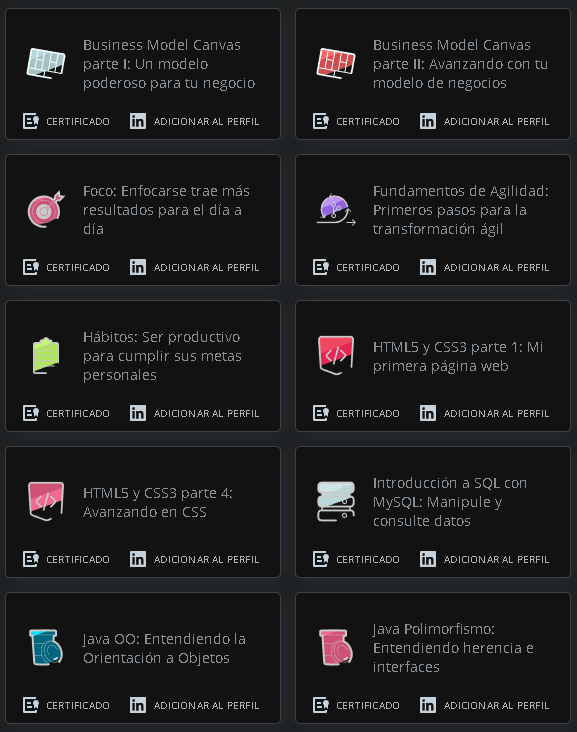 Business Model Canvas
parte I: Un modelo
poderoso para tu negocio
CERTIFICADO
ADICIONAR AL PERFIL
Business Model Canvas
parte II: Avanzando con tu
modelo de negocios
CERTIFICADO
ADICIONAR AL PERFIL
Foco: Enfocarse trae más
resultados para el día a
día
CERTIFICADO
ADICIONAR AL PERFIL
Fundamentos de Agilidad:
Primeros pasos para la
transformación ágil
CERTIFICADO
ADICIONAR AL PERFIL
Hábitos: Ser productivo
para cumplir sus metas
personales
CERTIFICADO
ADICIONAR AL PERFIL
HTML5 y CSS3 parte 1: Mi
primera página web
CERTIFICADO
ADICIONAR AL PERFIL
HTML5 y CSS3 parte 4:
Avanzando en CSS
CERTIFICADO
ADICIONAR AL PERFIL
Introducción a SQL con
MySQL: Manipule y
consulte datos
CERTIFICADO
ADICIONAR AL PERFIL
Java OO: Entendiendo la
Orientación a Objetos
CERTIFICADO
ADICIONAR AL PERFIL
Java Polimorfismo:
Entendiendo herencia e
interfaces
CERTIFICADO
ADICIONAR AL PERFIL